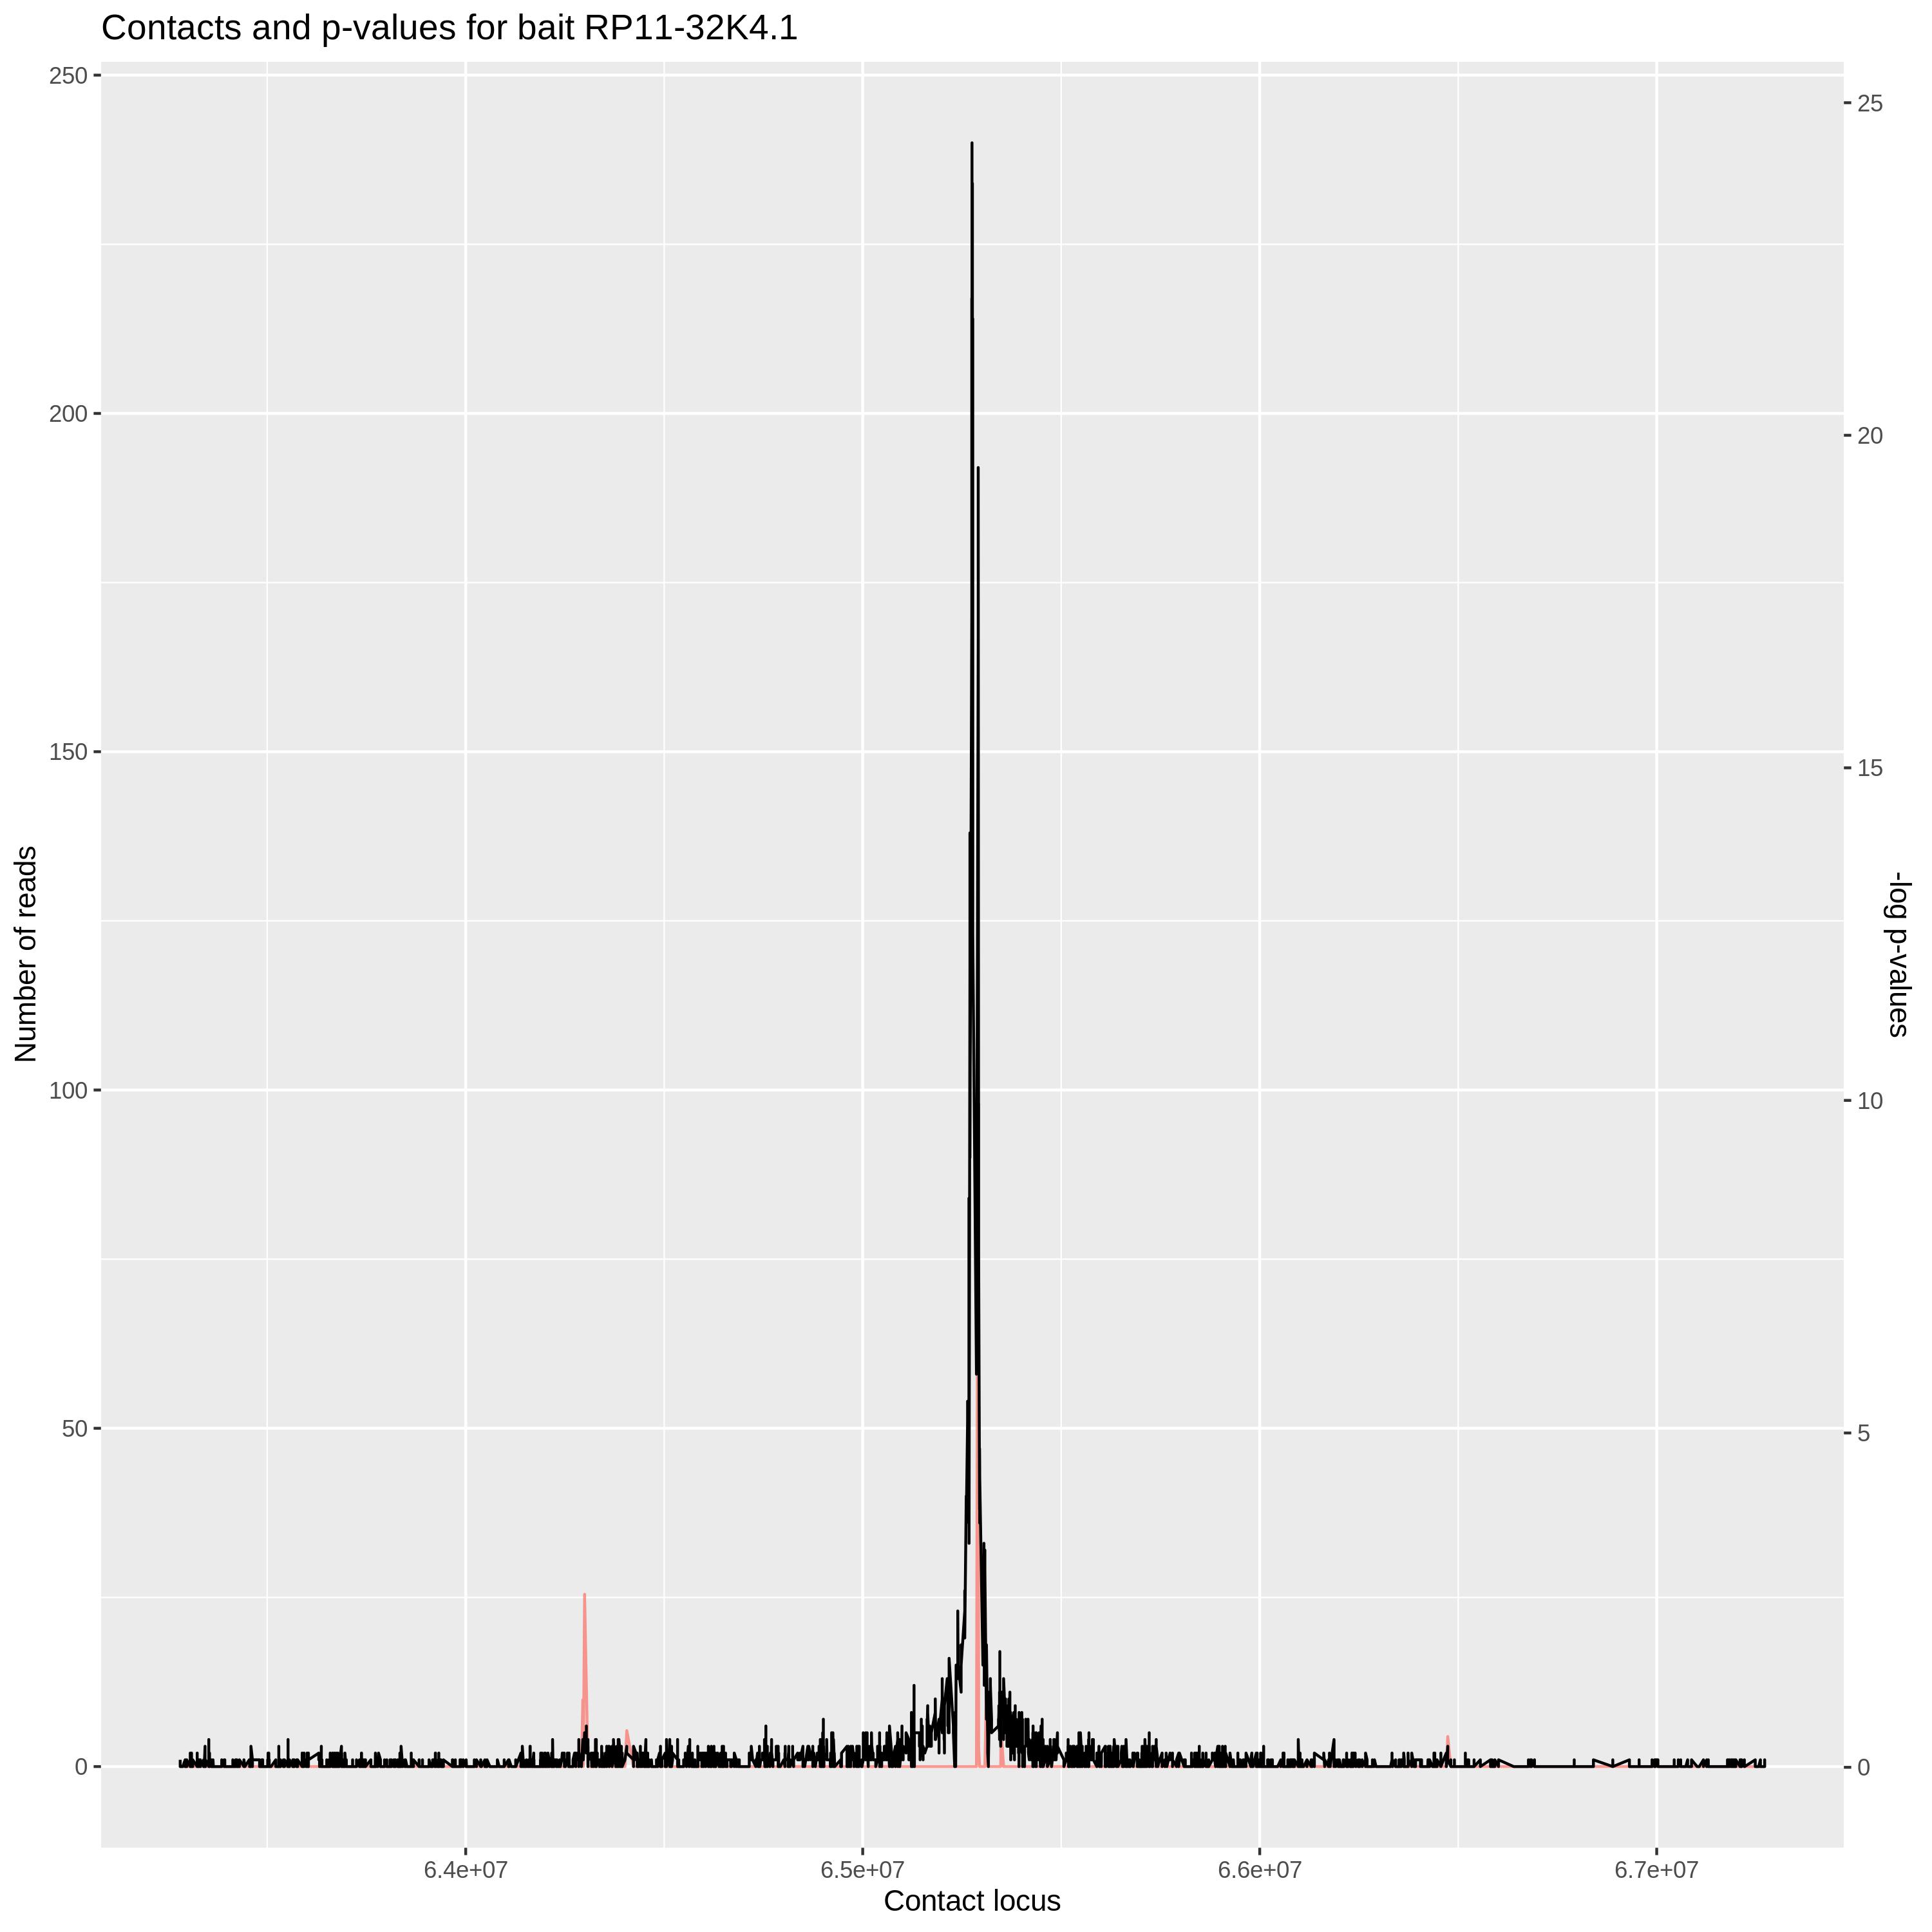 Contacts and p-values for bait RP11-32K4.1
250
200
150
100
50
0
Number of reads
25
20
15
10
5
0
-log p-values
6.4e+07
6.5e+07
6.6e+07
6.7e+07
Contact locus